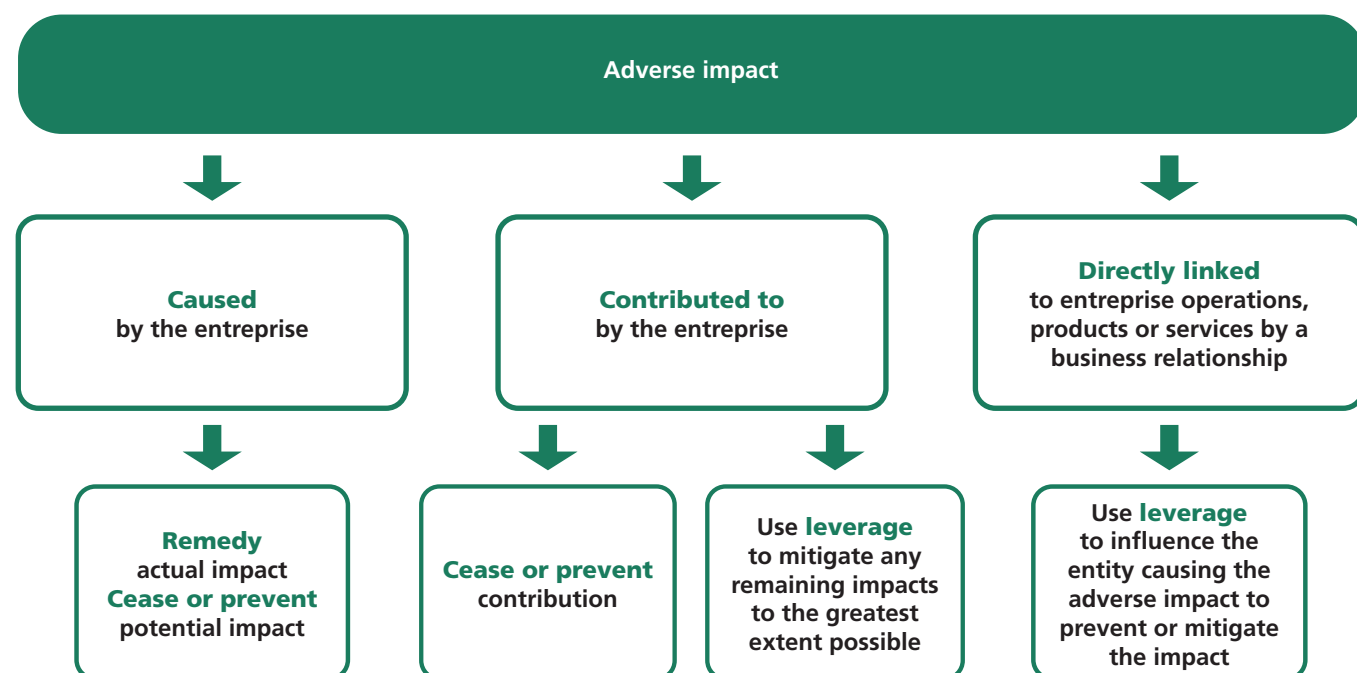 Adverse impact
Caused
by the entreprise
Contributed to
by the entreprise
Directly linked
to entreprise operations,
products or services by a
business relationship
Remedy
actual impact
Cease or prevent
potential impact
Cease or prevent
contribution
Use leverage
to mitigate any
remaining impacts
to the greatest
extent possible
Use leverage
to influence the
entity causing the
adverse impact to
prevent or mitigate
the impact